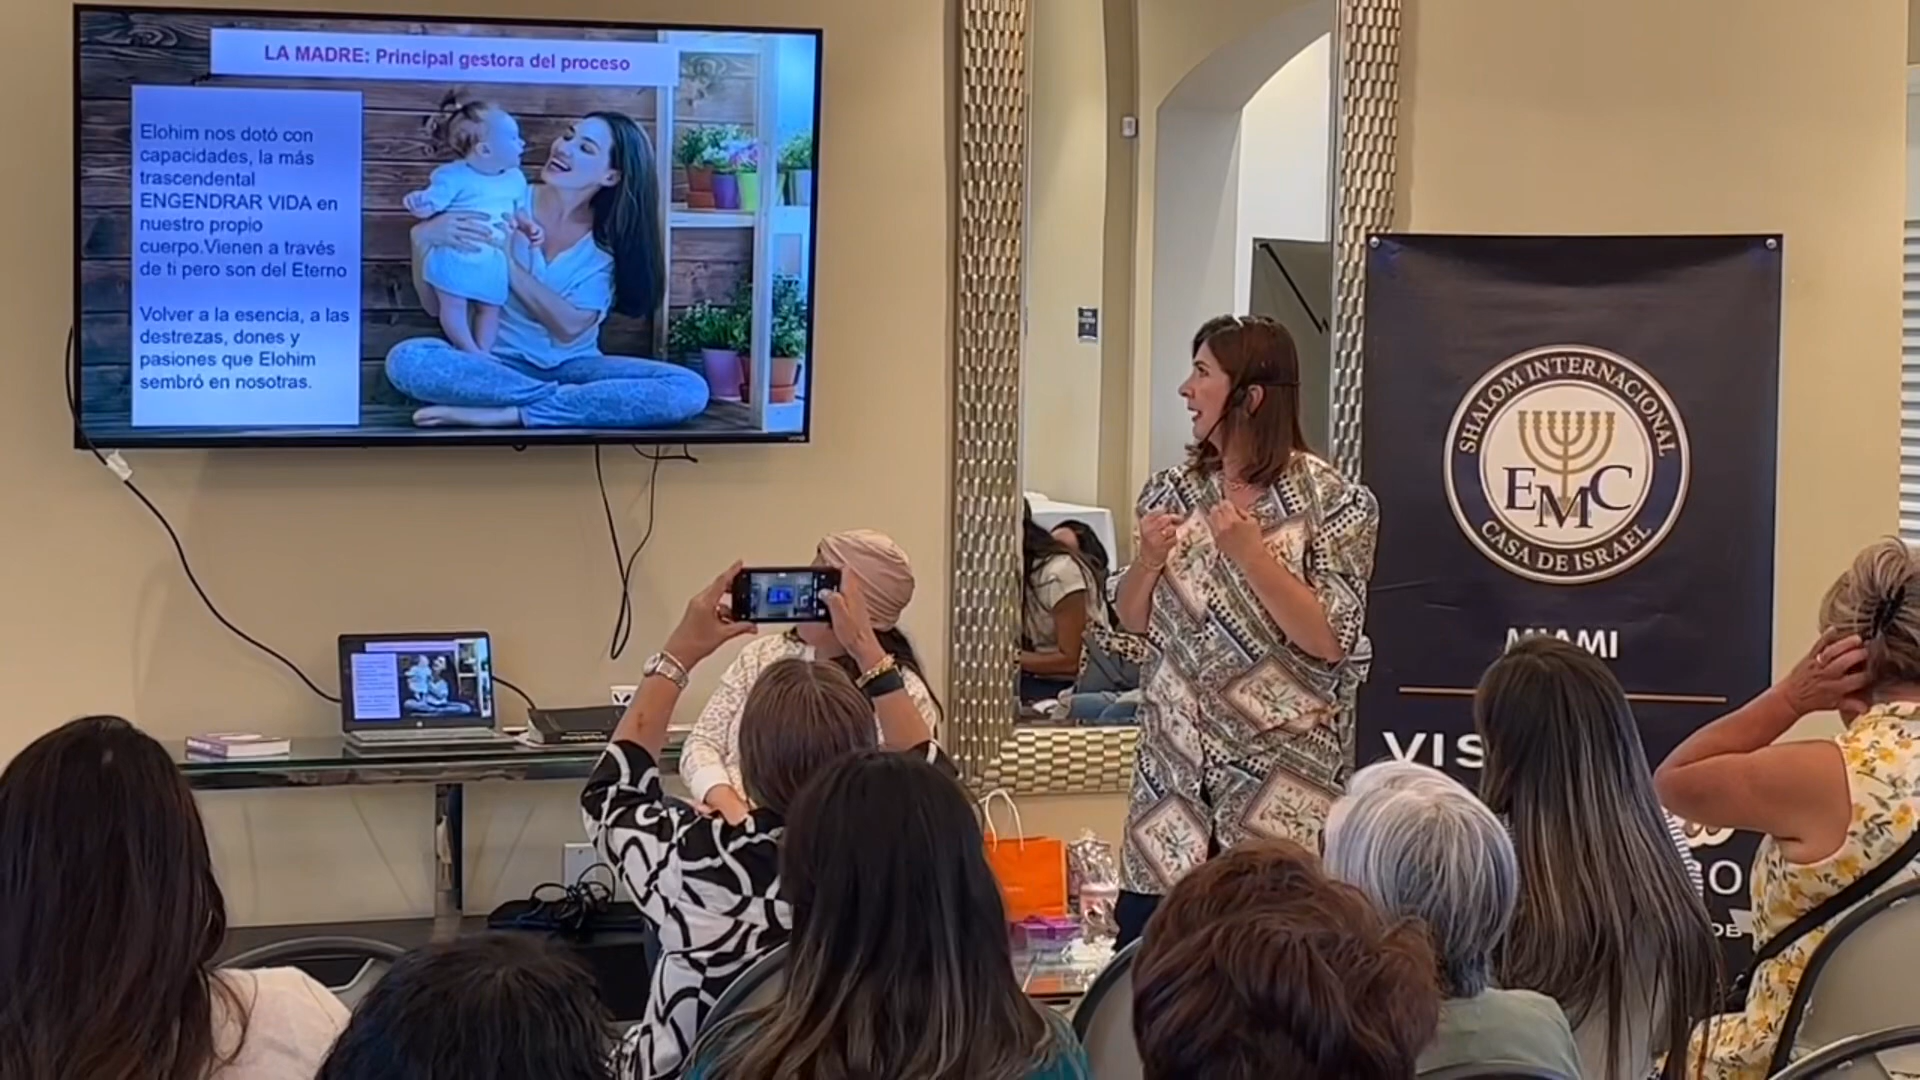 LA MADRE: Principal gestora del proceso
Elohim nos dotó con
capacidades, la más
trascendental
ENGENDRAR VIDA en
nuestro propio
cuerpo.Vienen a través
de ti pero son del Eterno
Volver a la esencia, a las
destrezas, dones y
pasiones que Elohim
sembró en nosotras.
SHALOM INTERNACIONAL
EMC
CASA DE ISRAEL
MIAMI